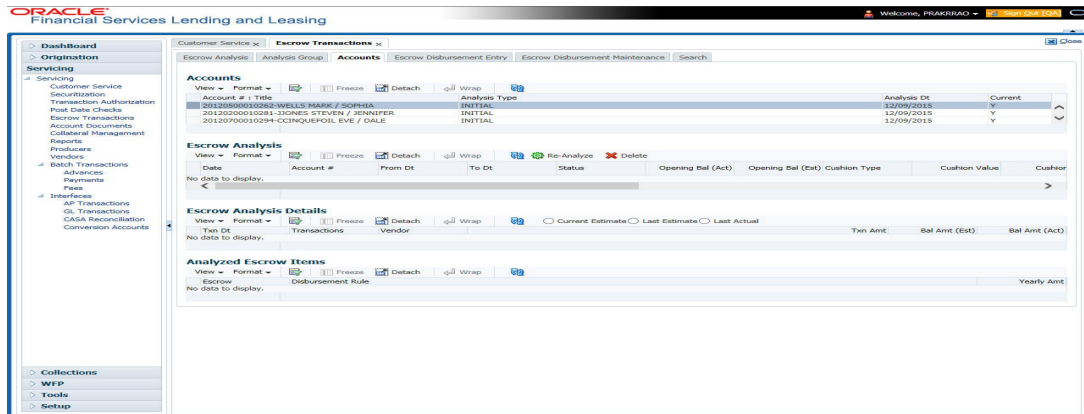 ORACLE
Financial Services Lending and Leasing
Welcome, PRAKRRAO
Sign Out [QA]
DashBoard
Origination
Servicing
Servicing
Customer Service
Securitization
Transaction Authorization
Post Date Checks
Escrow Transactions
Account Documents
Collateral Management
Reports
Producers
Vendors
Batch Transactions
Advances
Payments
Fees
Interfaces
AP Transactions
GL Transactions
CASA Reconciliation
Conversion Accounts
Collections
WFP
Tools
Setup
Customer Service x Escrow Transactions x
Close
Escrow Analysis Analysis Group Accounts Escrow Disbursement Entry Escrow Disbursement Maintenance Search
Accounts
View Format Freeze Detach Wrap
Account # : Title Analysis Type Analysis Dt Current
20120500010262-WELLS MARK / SOPHIA INITIAL 12/09/2015 Y
20120200010281-JJONES STEVEN / JENNIFER INITIAL 12/09/2015 Y
20120700010294-CCINQUEFOIL EVE / DALE INITIAL 12/09/2015 Y
Escrow Analysis
View Format Freeze Detach Wrap Re-Analyze Delete
Date Account # From Dt To Dt Status Opening Bal (Act) Opening Bal (Est) Cushion Type Cushion Value Cushion
No data to display.
Escrow Analysis Details
View Format Freeze Detach Wrap Current Estimate Last Estimate Last Actual
Txn Dt Transactions Vendor Txn Amt Bal Amt (Est) Bal Amt (Act)
No data to display.
Analyzed Escrow Items
View Format Freeze Detach Wrap
Escrow Disbursement Rule Yearly Amt
No data to display.